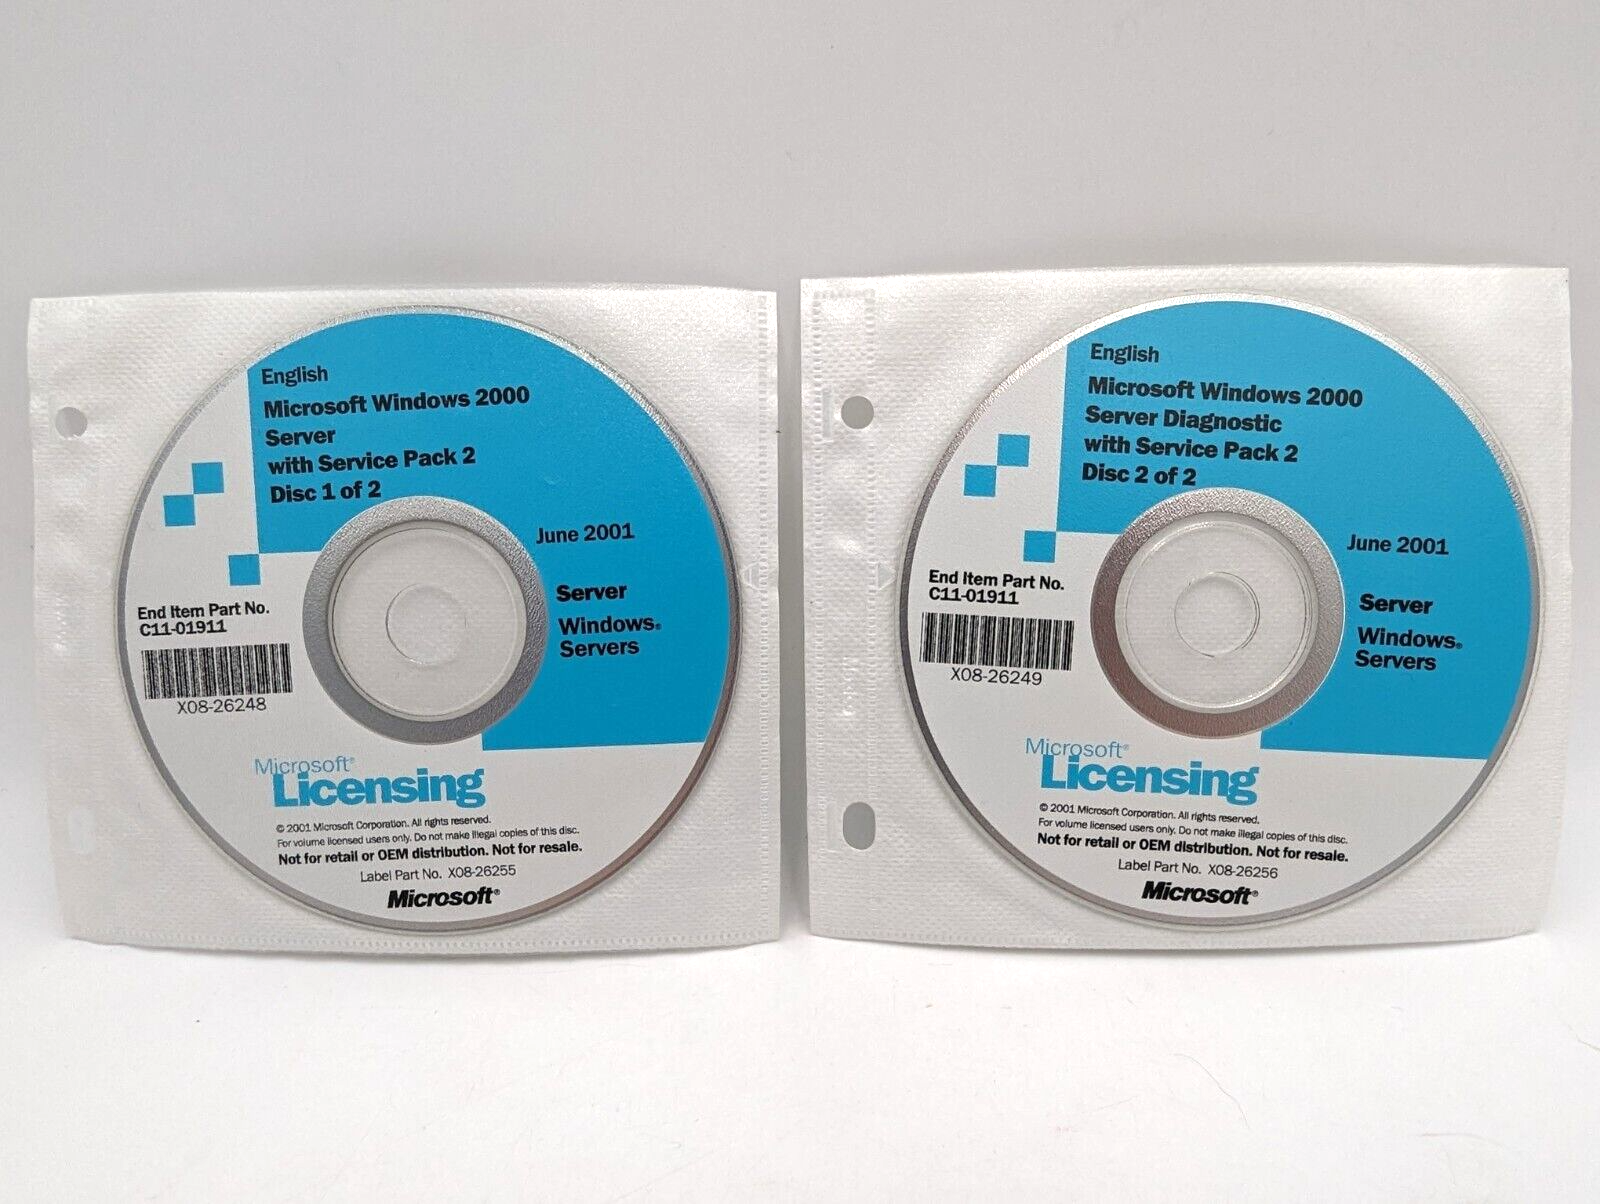 English
Microsoft Windows 2000
Server
with Service Pack 2
Disc 1 of 2
June 2001
Server
Windows®
Servers
End Item Part No.
C11-01911
X08-26248
Microsoft®
Licensing
© 2001 Microsoft Corporation. All rights reserved.
For volume licensed users only. Do not make illegal copies of this disc.
Not for retail or OEM distribution. Not for resale.
Label Part No. X08-26255
Microsoft®
English
Microsoft Windows 2000
Server Diagnostic
with Service Pack 2
Disc 2 of 2
June 2001
Server
Windows®
Servers
End Item Part No.
C11-01911
X08-26249
Microsoft®
Licensing
© 2001 Microsoft Corporation. All rights reserved.
For volume licensed users only. Do not make illegal copies of this disc.
Not for retail or OEM distribution. Not for resale.
Label Part No. X08-26256
Microsoft®